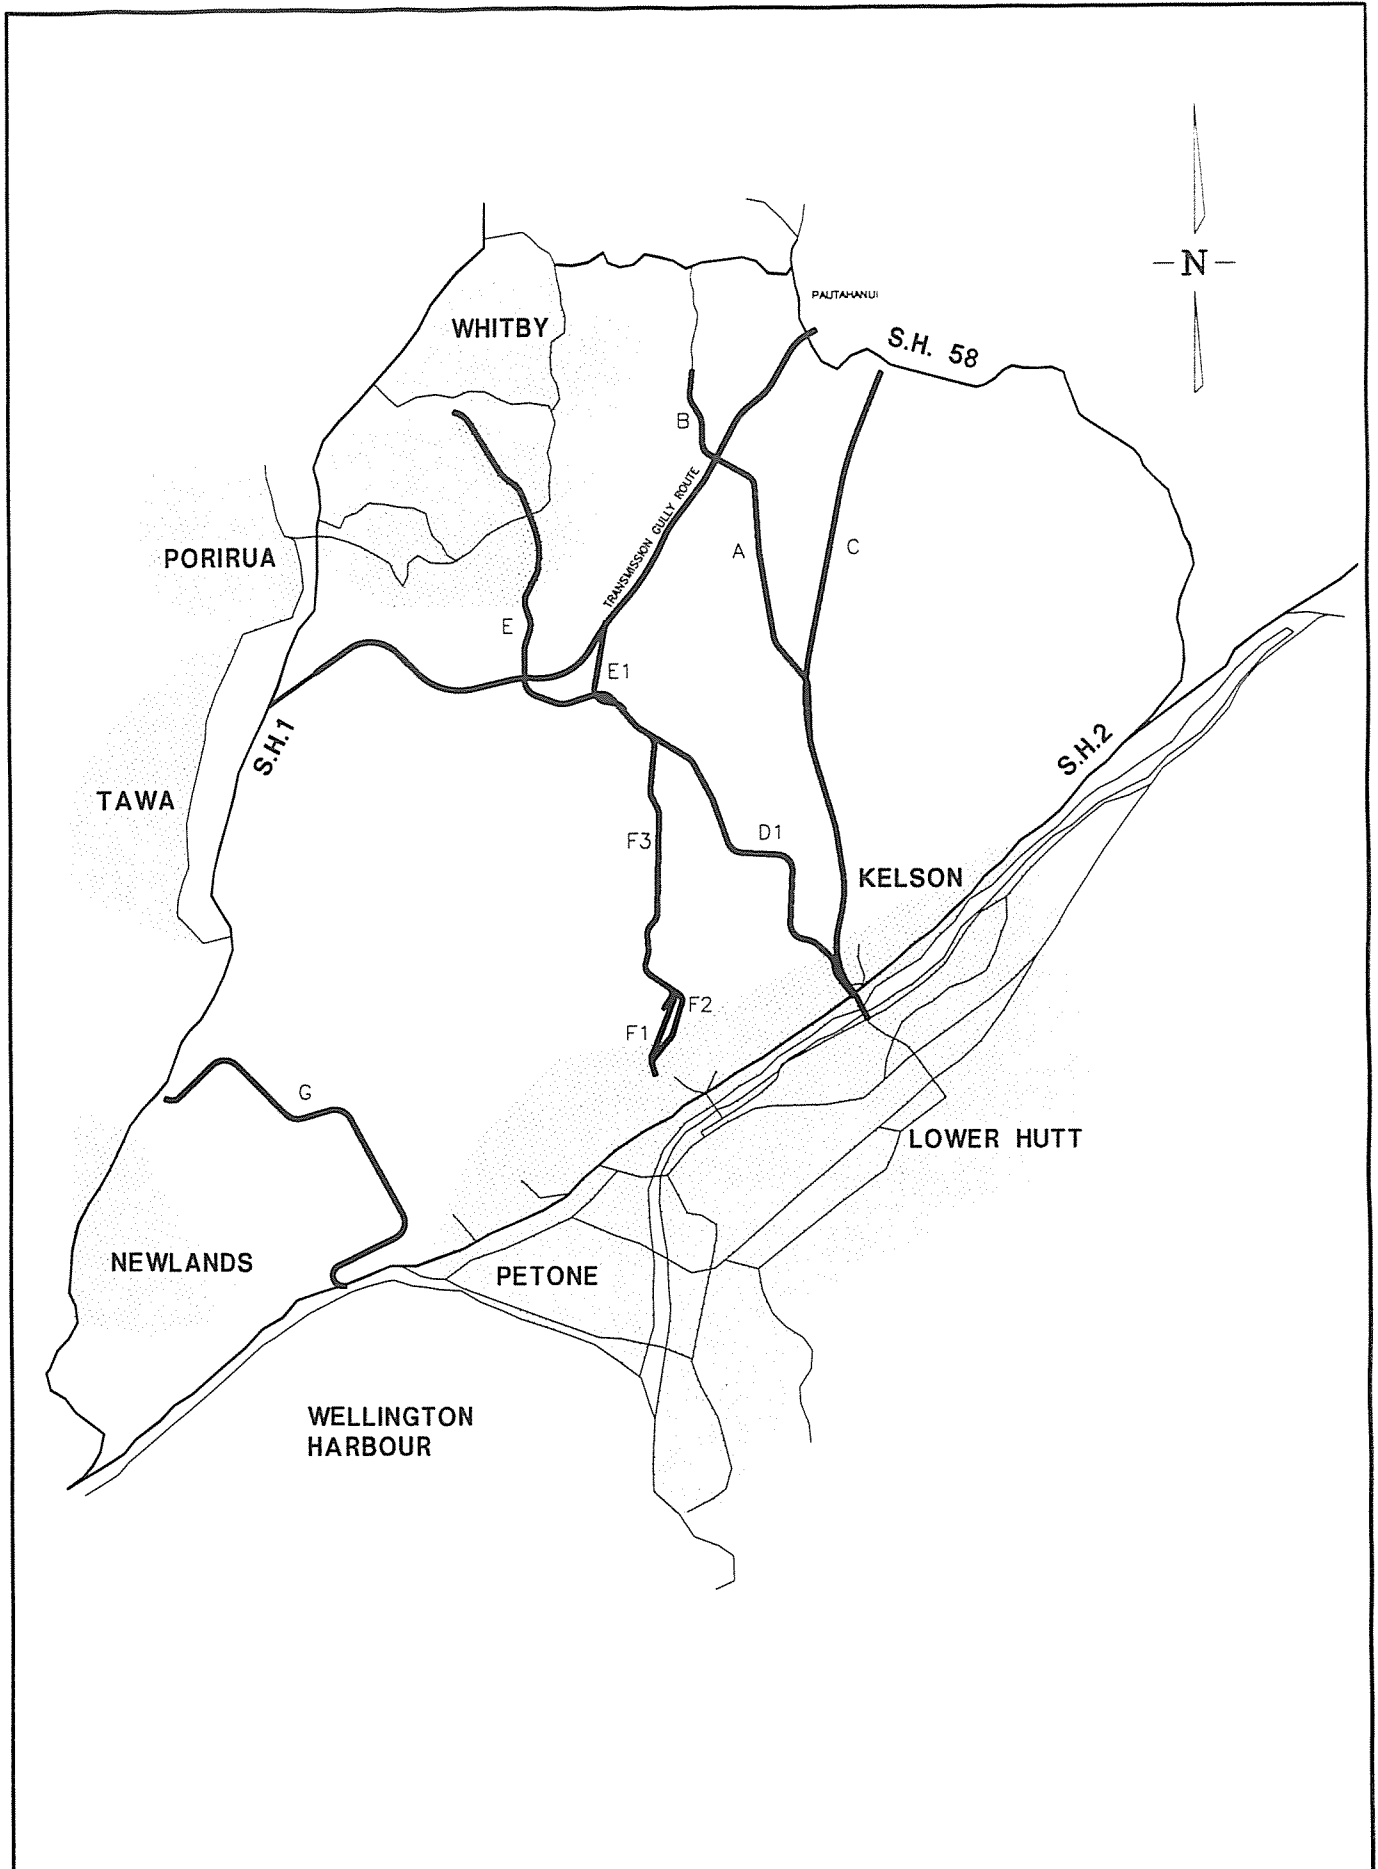 -N-
PAUTAHANUI
WHITBY
S.H. 58
B
TRANSMISSION GULLY ROUTE
A
C
PORIRUA
E
E1
S.H.1
S.H.2
TAWA
D1
F3
KELSON
F2
F1
G
LOWER HUTT
NEWLANDS
PETONE
WELLINGTON
HARBOUR